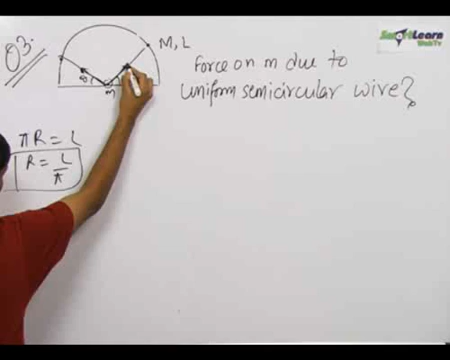 Q3.
M, L
Force on m due to
uniform semicircular wire?
m
πR = L
R = L/π
SmartLearn
WebTv